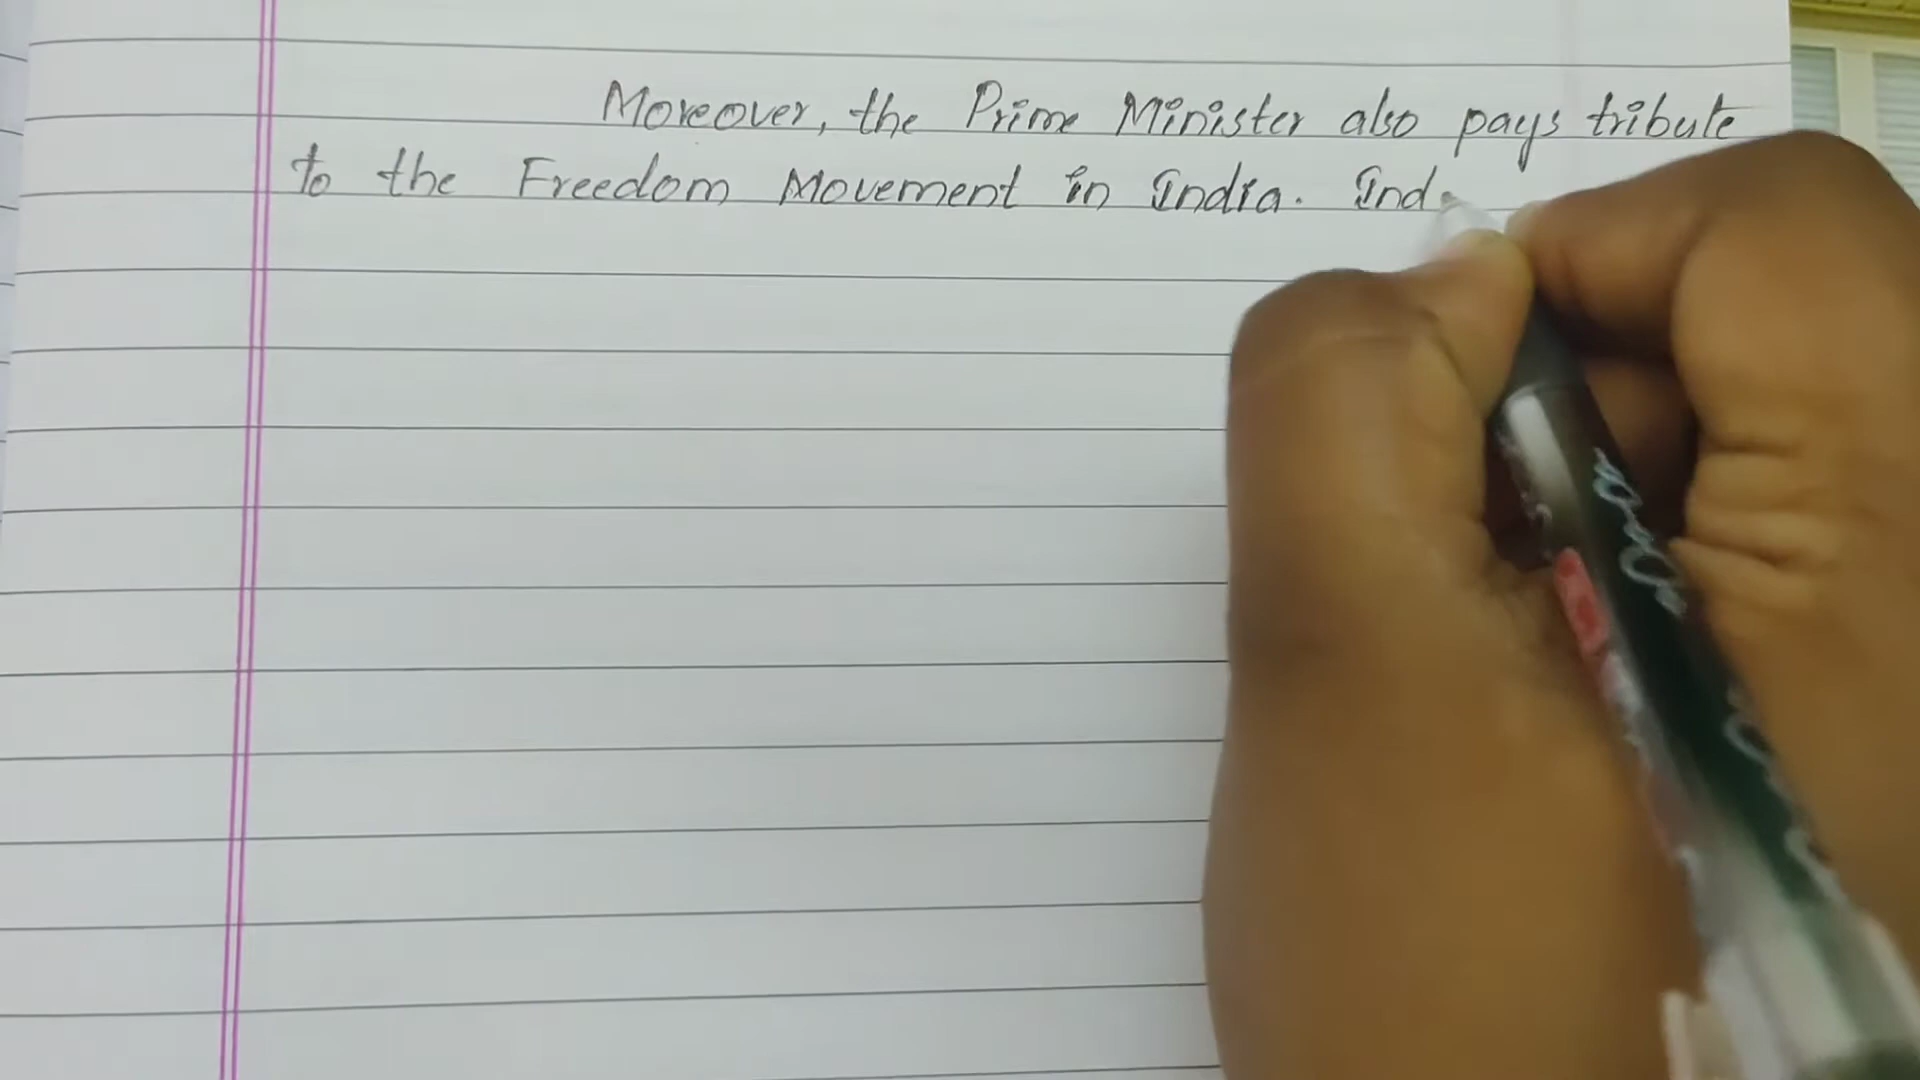 Moreover, the Prime Minister also pays tribute
to the Freedom Movement in India. Ind